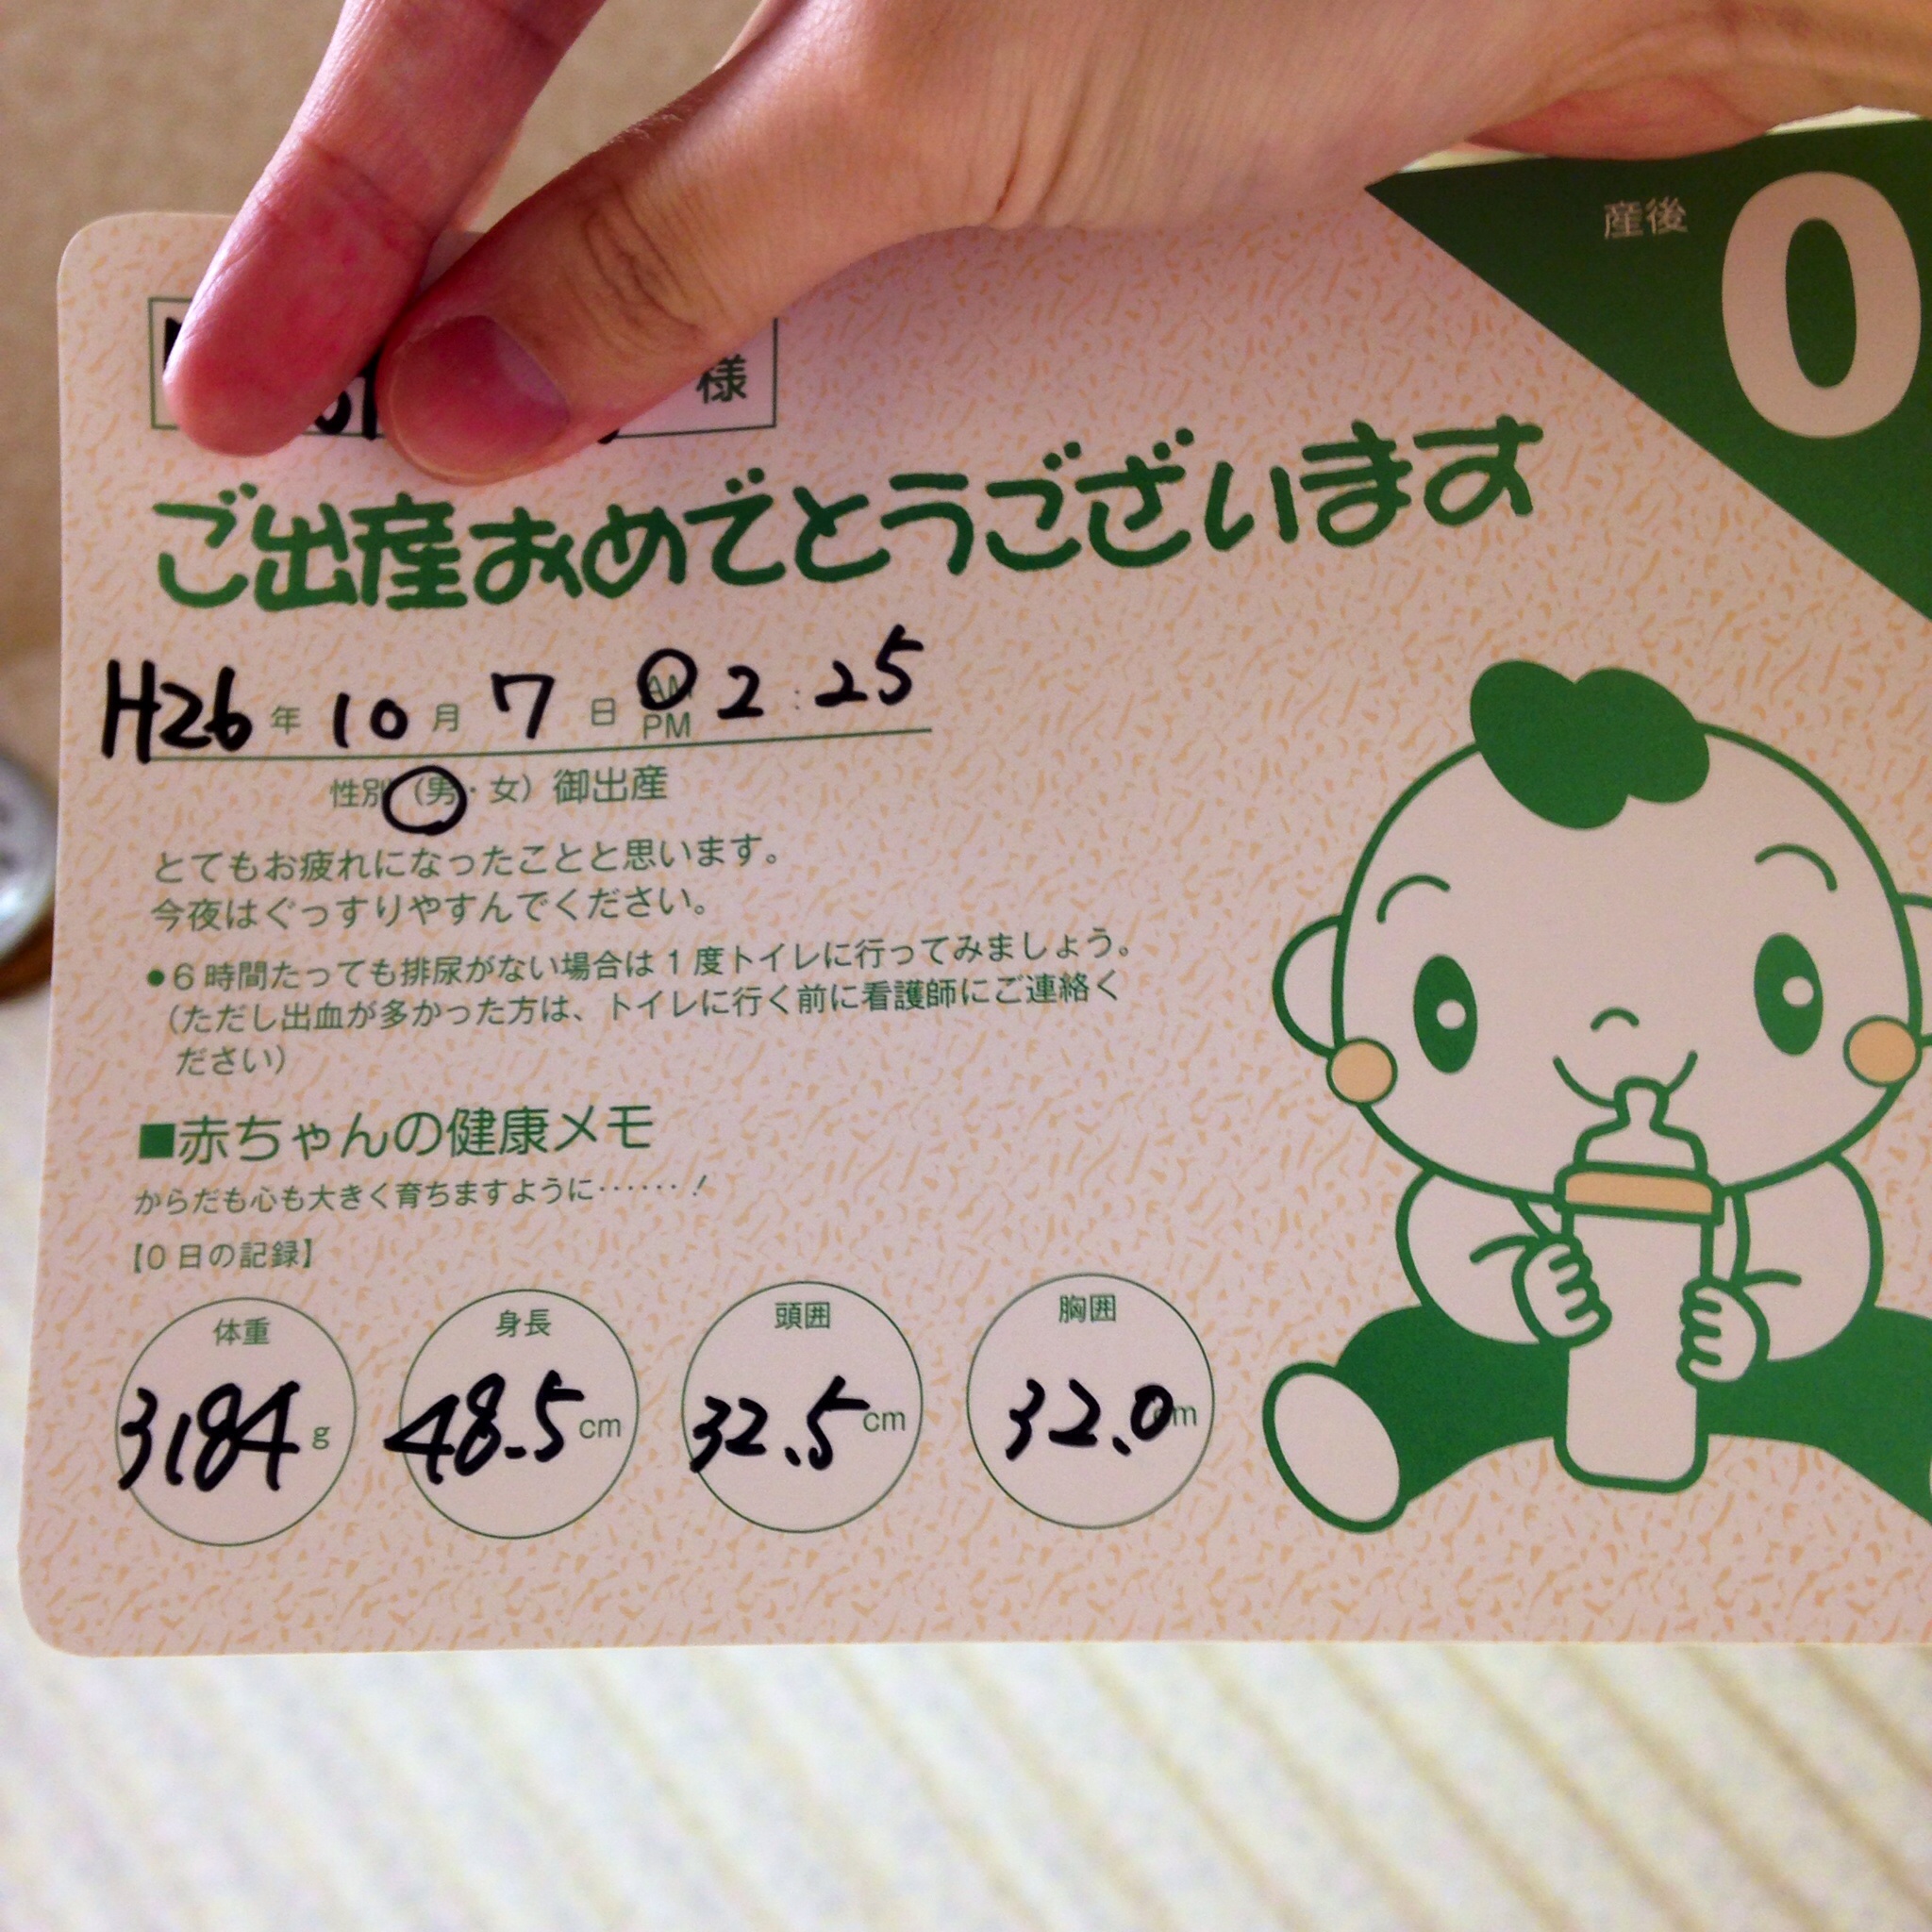 産後
0
様
ご出産おめでとうございます
H26年 10月 7日 AM PM 2:25
性別（男・女）御出産
とてもお疲れになったことと思います。
今夜はぐっすりやすんでください。
●6時間たっても排尿がない場合は1度トイレに行ってみましょう。
（ただし出血が多かった方は、トイレに行く前に看護師にご連絡く
ださい）
■赤ちゃんの健康メモ
からだも心も大きく育ちますように……！
【0日の記録】
体重 身長 頭囲 胸囲
3184g 48.5cm 32.5cm 32.0cm